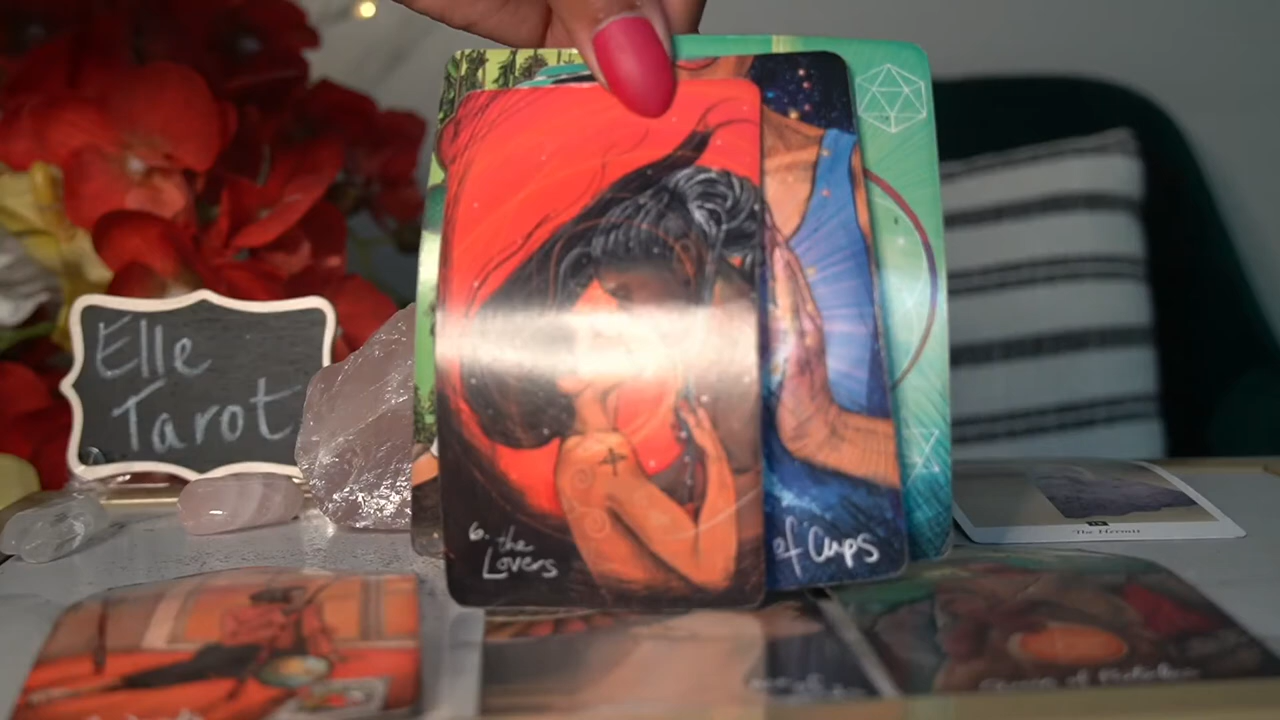 Elle
Tarot
6. the
Lovers
of Cups
The Hermit